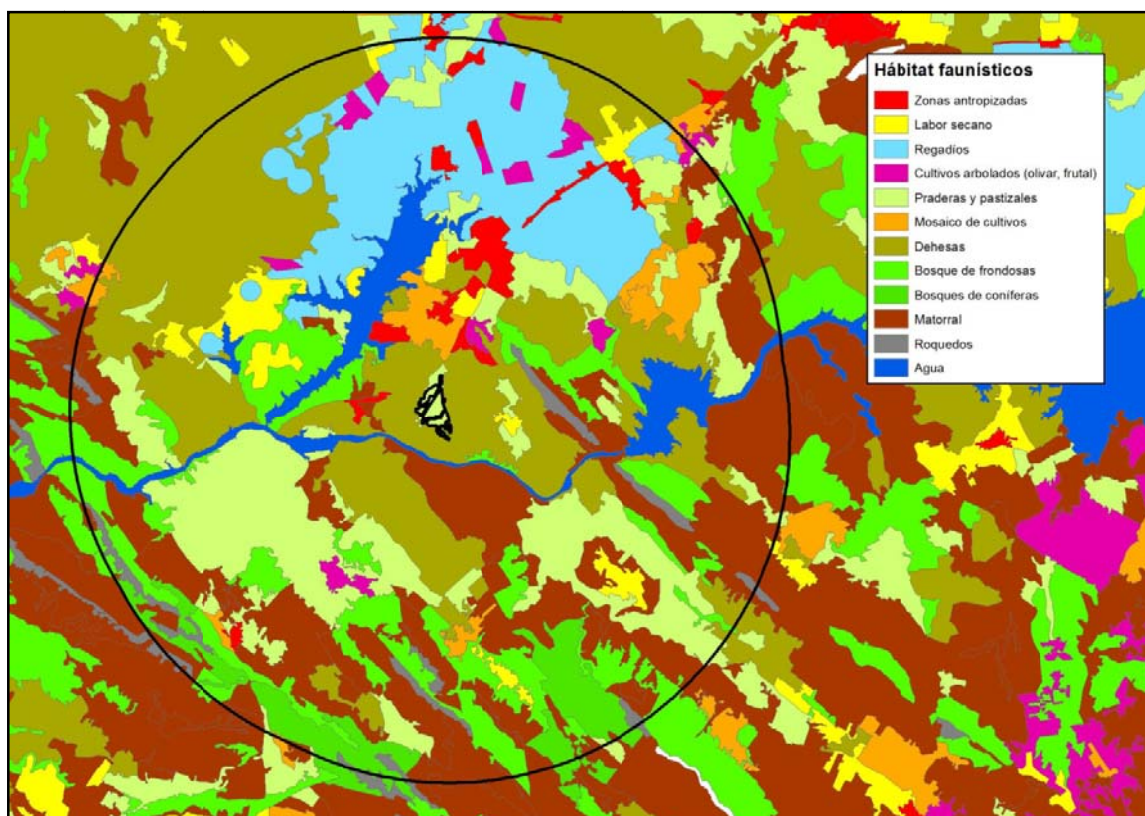 Hábitat faunísticos
Zonas antropizadas
Labor secano
Regadíos
Cultivos arbolados (olivar, frutal)
Praderas y pastizales
Mosaico de cultivos
Dehesas
Bosque de frondosas
Bosques de coníferas
Matorral
Roquedos
Agua